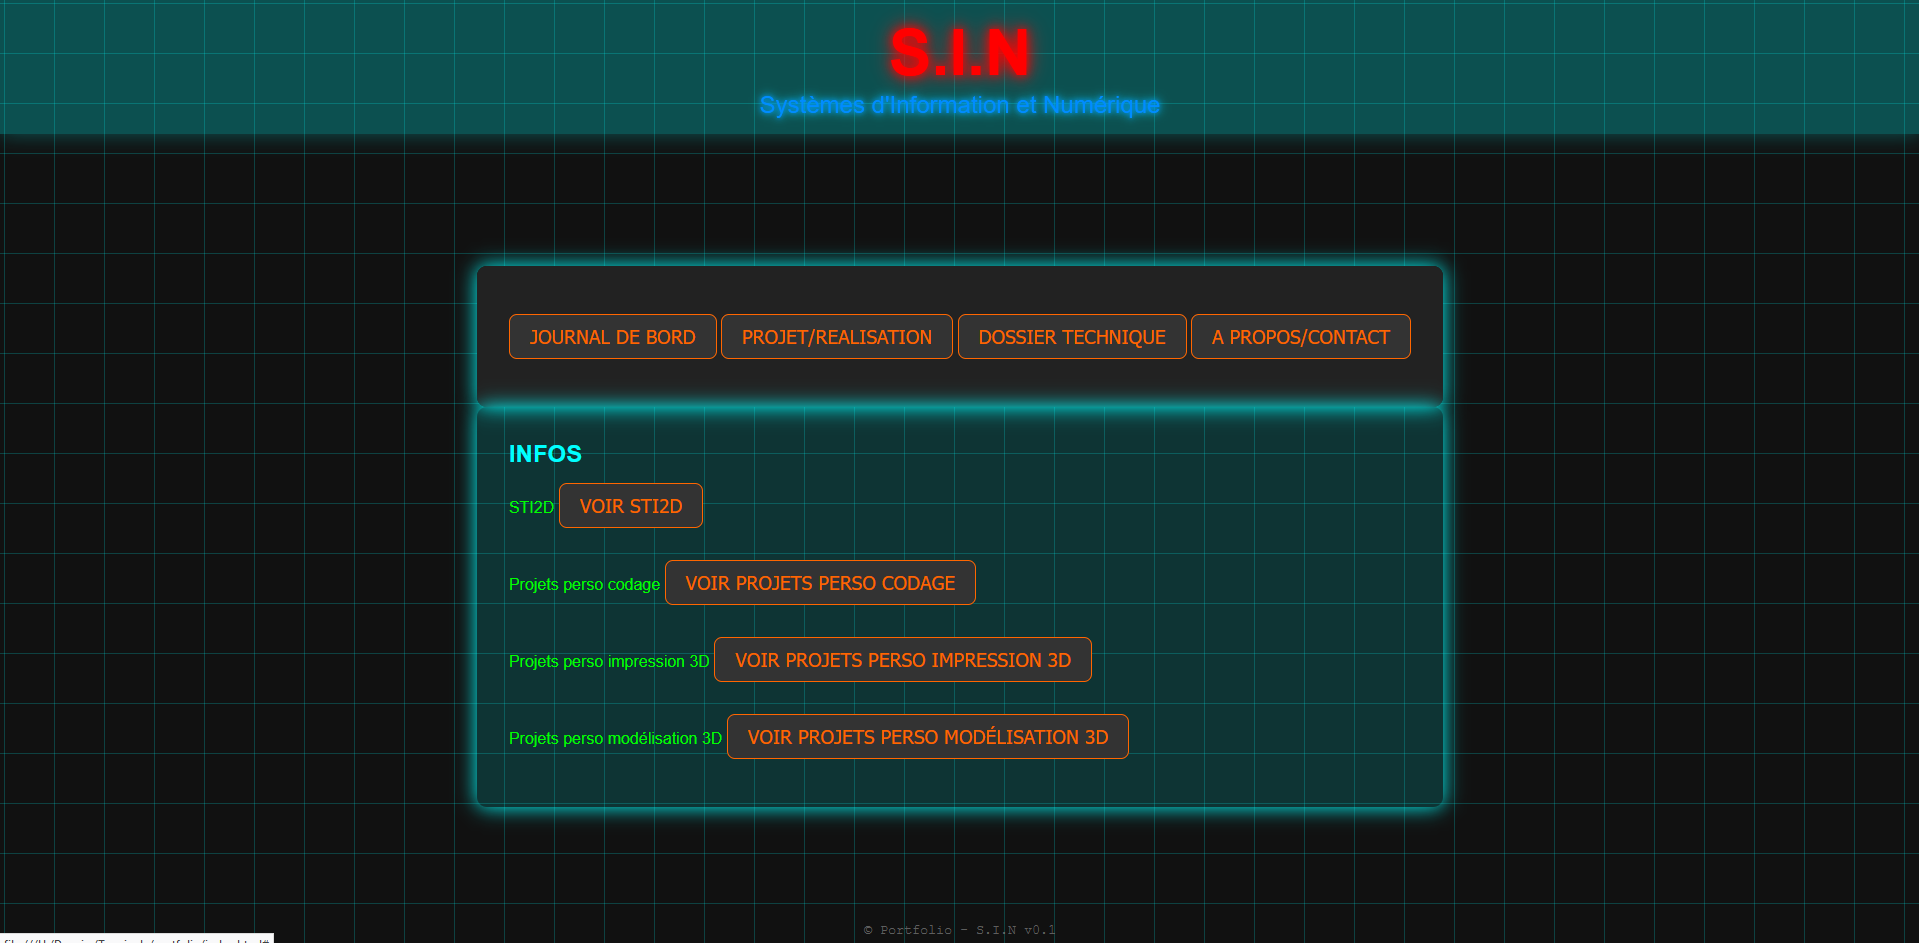 S.I.N
Systèmes d'Information et Numérique
JOURNAL DE BORD PROJET/REALISATION DOSSIER TECHNIQUE A PROPOS/CONTACT
INFOS
STI2D VOIR STI2D
Projets perso codage VOIR PROJETS PERSO CODAGE
Projets perso impression 3D VOIR PROJETS PERSO IMPRESSION 3D
Projets perso modélisation 3D VOIR PROJETS PERSO MODÉLISATION 3D
© Portfolio - S.I.N v0.1